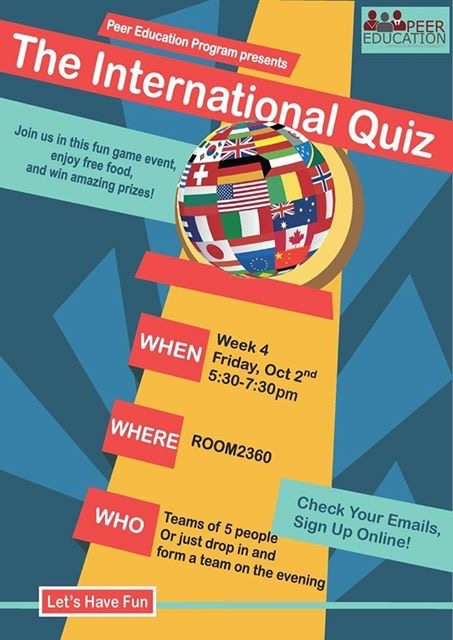 PEER
EDUCATION
Peer Education Program presents
The International Quiz
Join us in this fun game event,
enjoy free food,
and win amazing prizes!
WHEN
Week 4
Friday, Oct 2nd
5:30-7:30pm
WHERE
ROOM2360
WHO
Teams of 5 people
Or just drop in and
form a team on the evening
Check Your Emails,
Sign Up Online!
Let's Have Fun